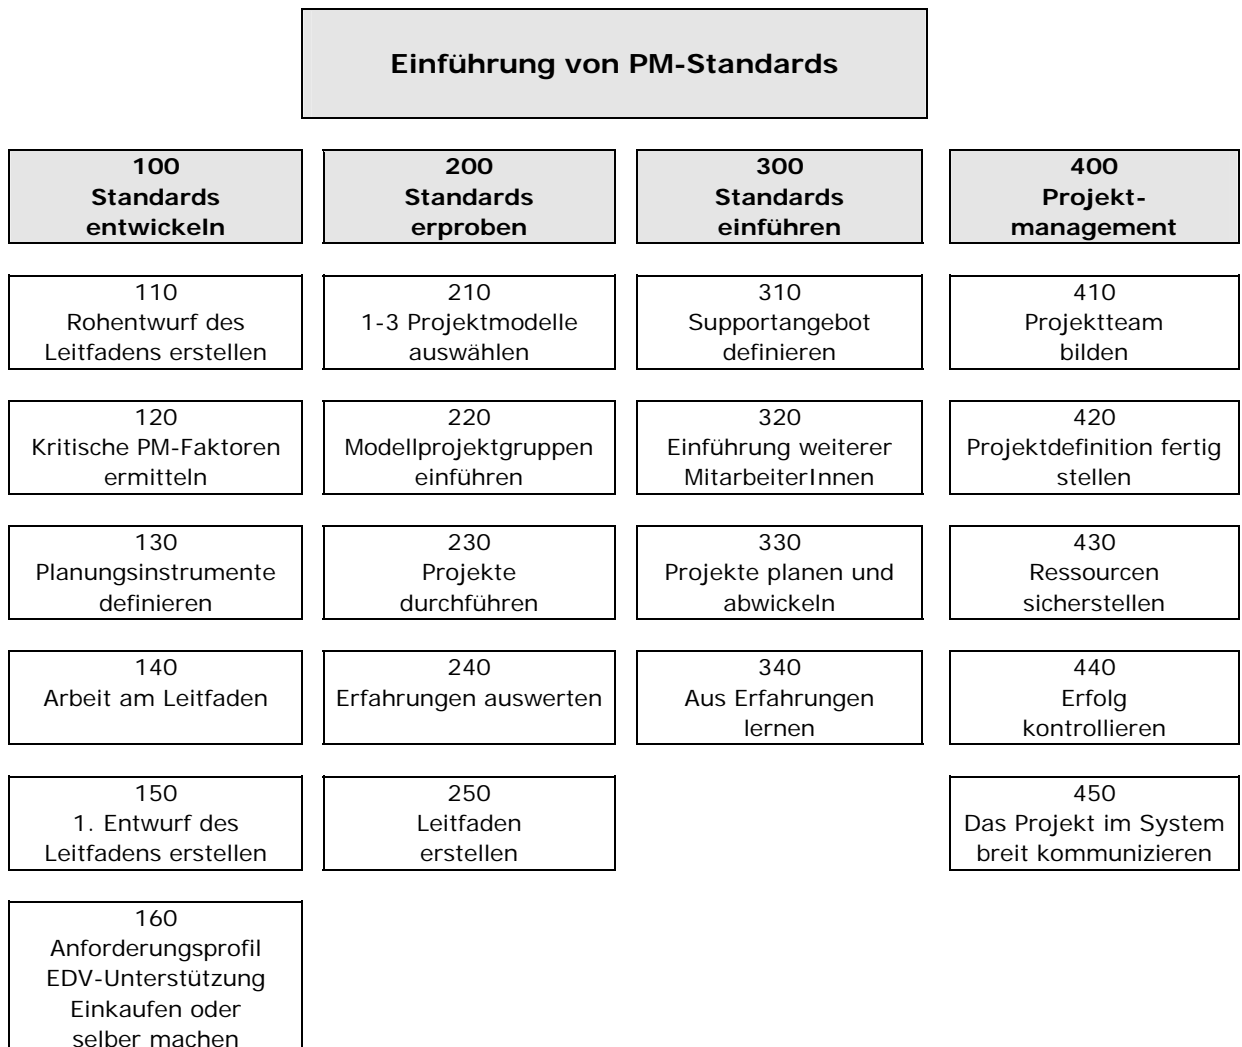 Einführung von PM-Standards
100
Standards
entwickeln
200
Standards
erproben
300
Standards
einführen
400
Projekt-
management
110
Rohentwurf des
Leitfadens erstellen
210
1-3 Projektmodelle
auswählen
310
Supportangebot
definieren
410
Projektteam
bilden
120
Kritische PM-Faktoren
ermitteln
220
Modellprojektgruppen
einführen
320
Einführung weiterer
MitarbeiterInnen
420
Projektdefinition fertig
stellen
130
Planungsinstrumente
definieren
230
Projekte
durchführen
330
Projekte planen und
abwickeln
430
Ressourcen
sicherstellen
140
Arbeit am Leitfaden
240
Erfahrungen auswerten
340
Aus Erfahrungen
lernen
440
Erfolg
kontrollieren
150
1. Entwurf des
Leitfadens erstellen
250
Leitfaden
erstellen
450
Das Projekt im System
breit kommunizieren
160
Anforderungsprofil
EDV-Unterstützung
Einkaufen oder
selber machen